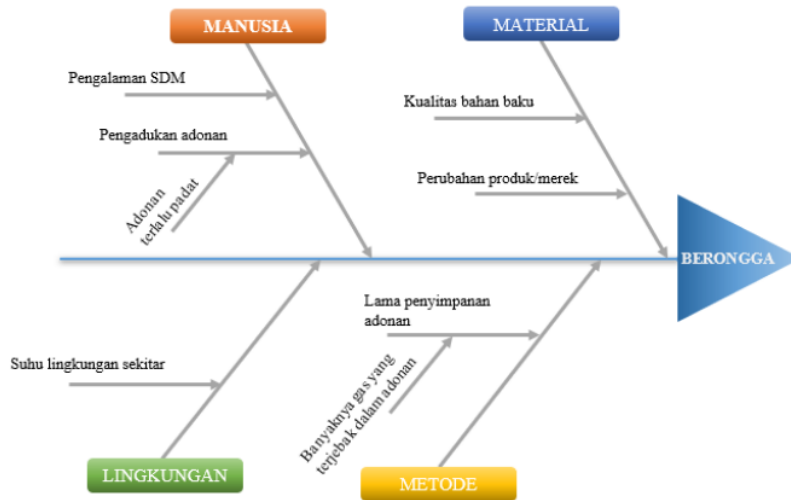 MANUSIA
MATERIAL
Pengalaman SDM
Kualitas bahan baku
Pengadukan adonan
Adonan
terlalu padat
Perubahan produk/merek
BERONGGA
Lama penyimpanan
adonan
Suhu lingkungan sekitar
Banyaknya gas yang
terjebak dalam adonan
LINGKUNGAN
METODE